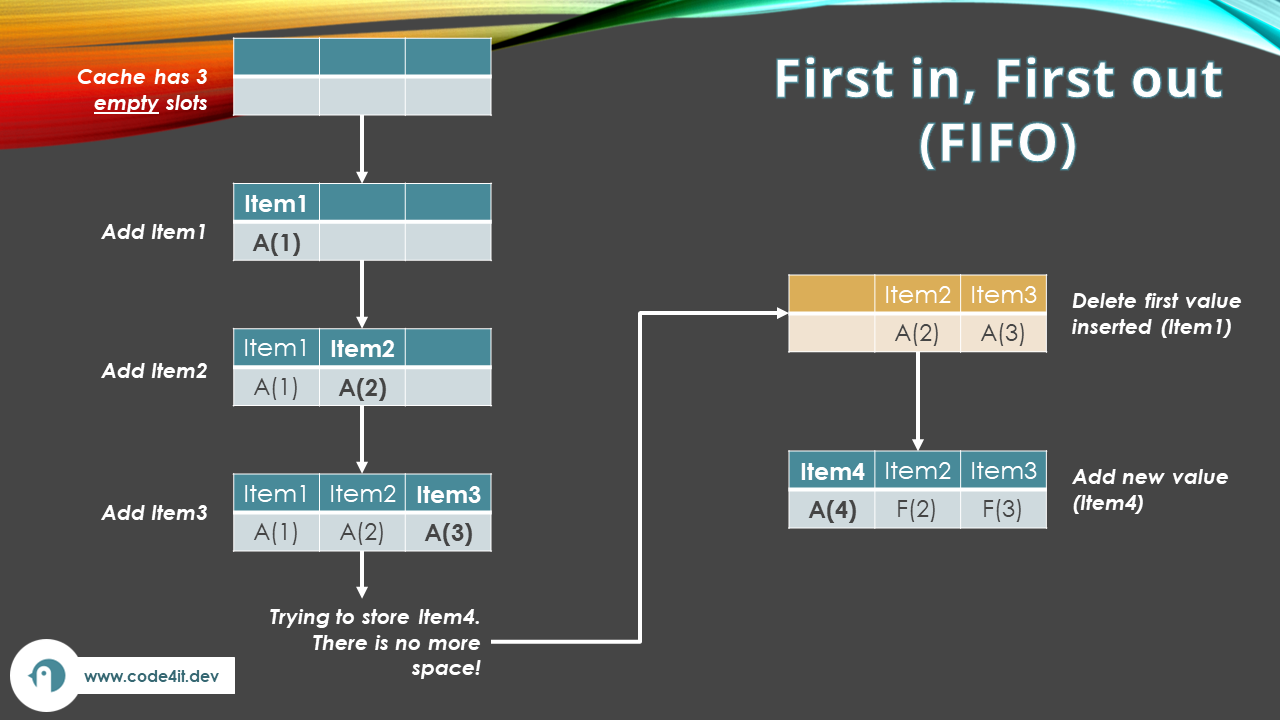 First in, First out
(FIFO)
Cache has 3
empty slots
Add Item1
Item1
A(1)
Add Item2
Item1 Item2
A(1) A(2)
Add Item3
Item1 Item2 Item3
A(1) A(2) A(3)
Trying to store Item4.
There is no more
space!
Item2 Item3
A(2) A(3)
Delete first value
inserted (Item1)
Item4 Item2 Item3
A(4) F(2) F(3)
Add new value
(Item4)
www.code4it.dev